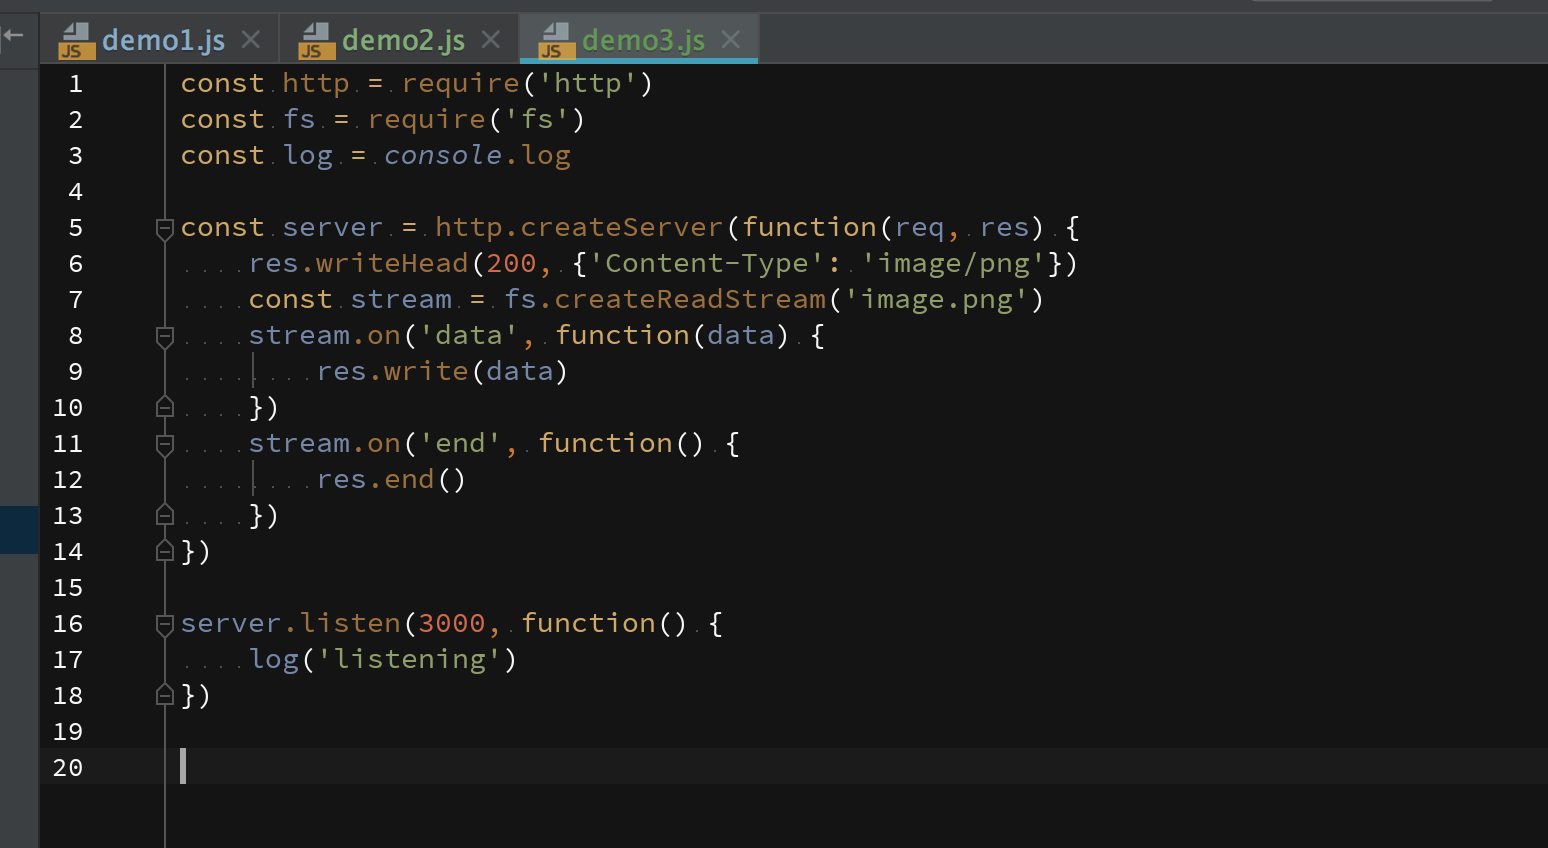 demo1.js demo2.js demo3.js
1 const http = require('http')
2 const fs = require('fs')
3 const log = console.log
4
5 const server = http.createServer(function(req, res) {
6     res.writeHead(200, {'Content-Type': 'image/png'})
7     const stream = fs.createReadStream('image.png')
8     stream.on('data', function(data) {
9         res.write(data)
10     })
11     stream.on('end', function() {
12         res.end()
13     })
14 })
15
16 server.listen(3000, function() {
17     log('listening')
18 })
19
20